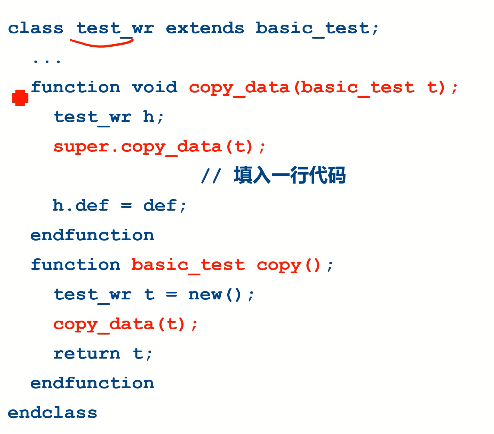 class test_wr extends basic_test;
...
function void copy_data(basic_test t);
test_wr h;
super.copy_data(t);
// 填入一行代码
h.def = def;
endfunction
function basic_test copy();
test_wr t = new();
copy_data(t);
return t;
endfunction
endclass